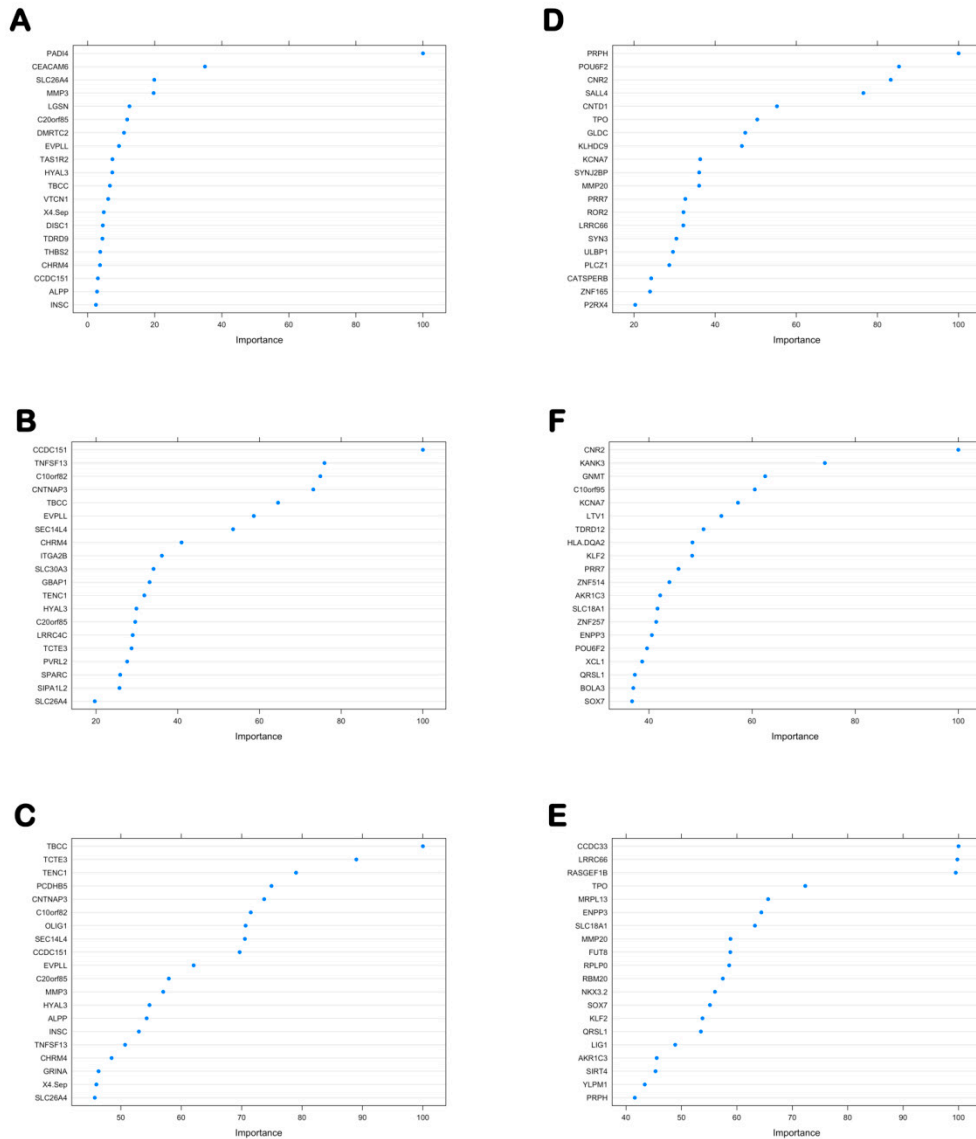 A
PADI4
CEACAM6
SLC26A4
MMP3
LGSN
C20orf85
DMRTC2
EVPLL
TAS1R2
HYAL3
TBCC
VTCN1
X4.Sep
DISC1
TDRD9
THBS2
CHRM4
CCDC151
ALPP
INSC
0 20 40 60 80 100
Importance
D
PRPH
POU6F2
CNR2
SALL4
CNTD1
TPO
GLDC
KLHDC9
KCNA7
SYNJ2BP
MMP20
PRR7
ROR2
LRRC66
SYN3
ULBP1
PLCZ1
CATSPERB
ZNF165
P2RX4
20 40 60 80 100
Importance
B
CCDC151
TNFSF13
C10orf82
CNTNAP3
TBCC
EVPLL
SEC14L4
CHRM4
ITGA2B
SLC30A3
GBAP1
TENC1
HYAL3
C20orf85
LRRC4C
TCTE3
PVRL2
SPARC
SIPA1L2
SLC26A4
20 40 60 80 100
Importance
F
CNR2
KANK3
GNMT
C10orf95
KCNA7
LTV1
TDRD12
HLA.DQA2
KLF2
PRR7
ZNF514
AKR1C3
SLC18A1
ZNF257
ENPP3
POU6F2
XCL1
QRSL1
BOLA3
SOX7
40 60 80 100
Importance
C
TBCC
TCTE3
TENC1
PCDHB5
CNTNAP3
C10orf82
OLIG1
SEC14L4
CCDC151
EVPLL
C20orf85
MMP3
HYAL3
ALPP
INSC
TNFSF13
CHRM4
GRINA
X4.Sep
SLC26A4
50 60 70 80 90 100
Importance
E
CCDC33
LRRC66
RASGEF1B
TPO
MRPL13
ENPP3
SLC18A1
MMP20
FUT8
RPLP0
RBM20
NKX3.2
SOX7
KLF2
QRSL1
LIG1
AKR1C3
SIRT4
YLPM1
PRPH
40 50 60 70 80 90 100
Importance